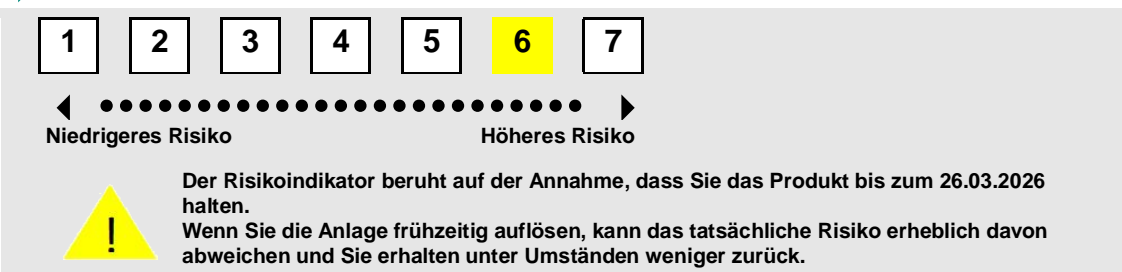 1 2 3 4 5 6 7
Niedrigeres Risiko Höheres Risiko
Der Risikoindikator beruht auf der Annahme, dass Sie das Produkt bis zum 26.03.2026
halten.
Wenn Sie die Anlage frühzeitig auflösen, kann das tatsächliche Risiko erheblich davon
abweichen und Sie erhalten unter Umständen weniger zurück.
!